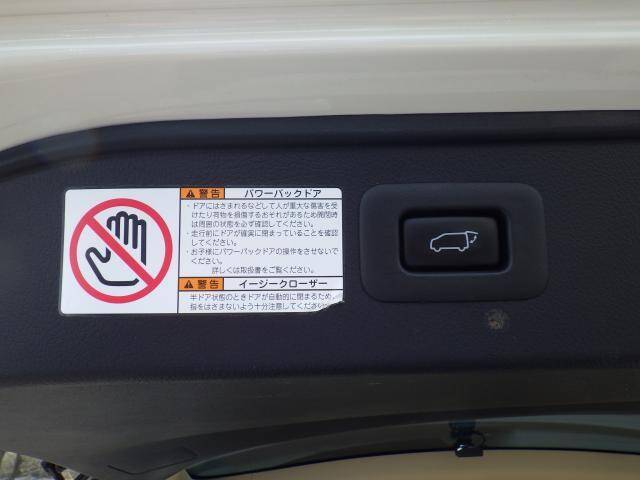 警告 パワーバックドア
・ドアにはさまれるなどして人が重大な傷害を受
けたり荷物を損傷するおそれがあるため開閉時
は周囲の状態を必ず確認してください。
・走行前にドアが確実に閉まっていることを確認
してください。
・お子様にパワーバックドアの操作をさせないで
ください。
詳しくは取扱書をご覧ください。
警告 イージークローザー
半ドア状態のときドアが自動的に閉まるため、
指をはさまないよう十分注意してください